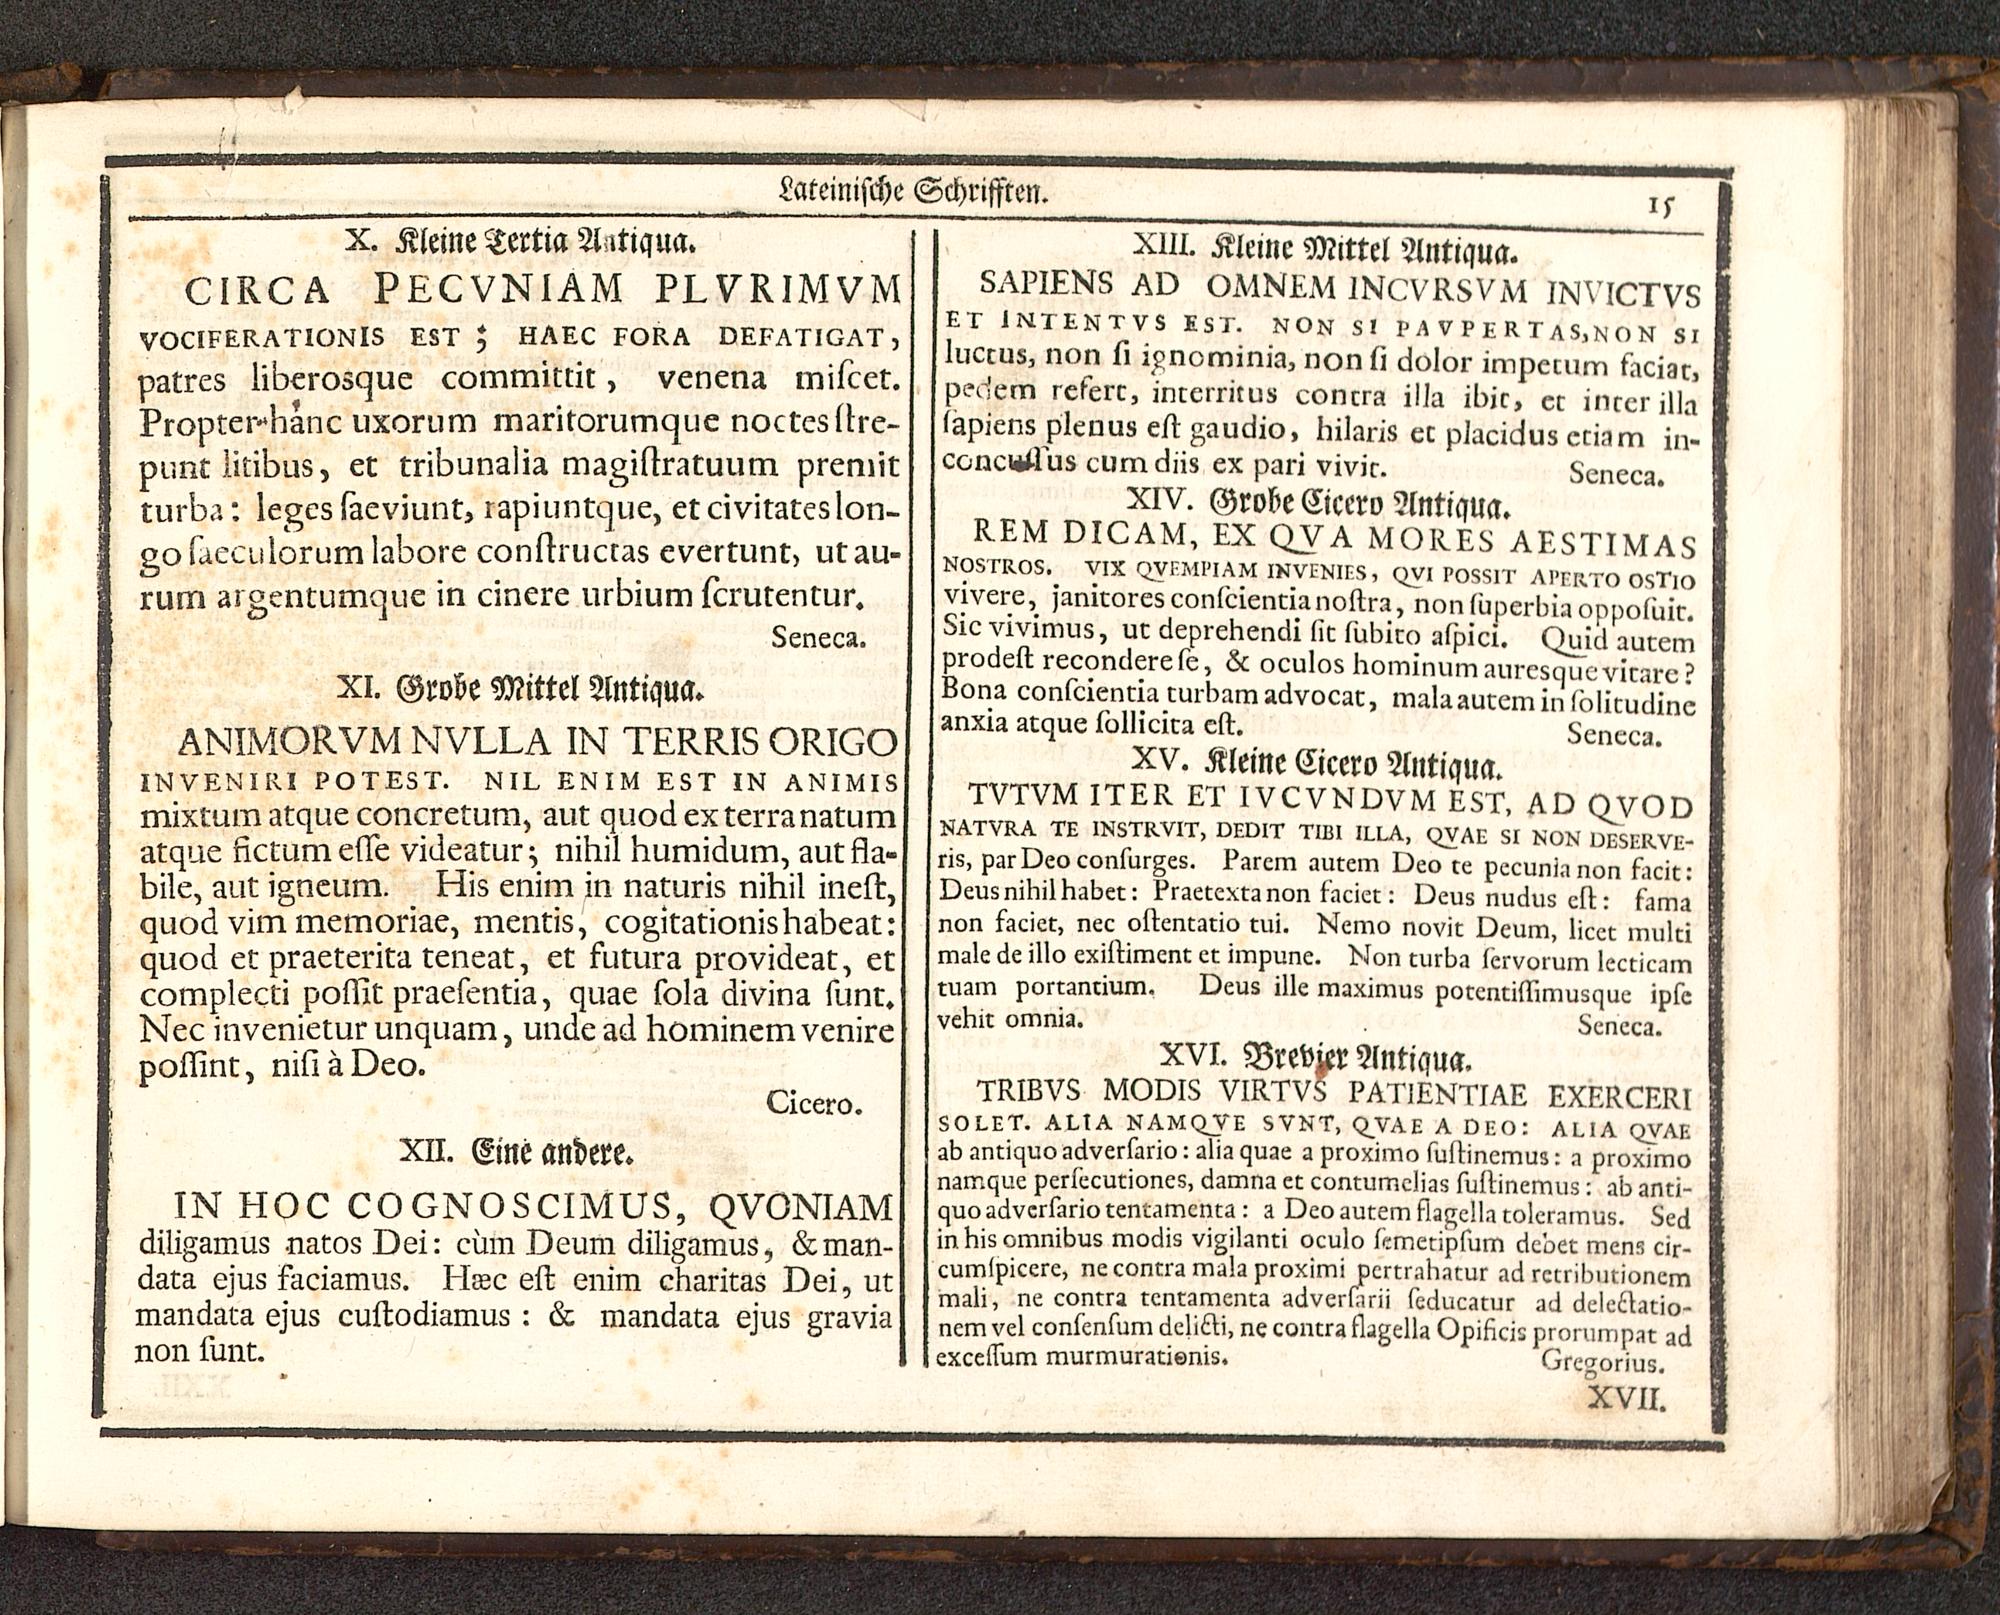 Lateiniſche Schrifften.
15
X. Kleine Tertia Antiqua.
CIRCA PECVNIAM PLVRIMVM
VOCIFERATIONIS EST ; HAEC FORA DEFATIGAT,
patres liberosque committit, venena miſcet.
Propter hanc uxorum maritorumque noctes ſtre-
punt litibus, et tribunalia magiſtratuum premit
turba: leges ſaeviunt, rapiuntque, et civitates lon-
go ſaeculorum labore conſtructas evertunt, ut au-
rum argentumque in cinere urbium ſcrutentur.
Seneca.
XI. Grobe Mittel Antiqua.
ANIMORVM NVLLA IN TERRIS ORIGO
INVENIRI POTEST. NIL ENIM EST IN ANIMIS
mixtum atque concretum, aut quod ex terra natum
atque fictum eſſe videatur; nihil humidum, aut fla-
bile, aut igneum. His enim in naturis nihil ineſt,
quod vim memoriae, mentis, cogitationis habeat:
quod et praeterita teneat, et futura provideat, et
complecti poſſit praeſentia, quae ſola divina ſunt.
Nec invenietur unquam, unde ad hominem venire
poſſint, niſi à Deo.
Cicero.
XII. Eine andere.
IN HOC COGNOSCIMUS, QVONIAM
diligamus natos Dei: cùm Deum diligamus, & man-
data ejus faciamus. Hæc eſt enim charitas Dei, ut
mandata ejus cuſtodiamus : & mandata ejus gravia
non ſunt.
XIII. Kleine Mittel Antiqua.
SAPIENS AD OMNEM INCVRSVM INVICTVS
ET INTENTVS EST. NON SI PAVPERTAS, NON SI
luctus, non ſi ignominia, non ſi dolor impetum faciat,
pedem refert, interritus contra illa ibit, et inter illa
ſapiens plenus eſt gaudio, hilaris et placidus etiam in-
concuſſus cum diis ex pari vivit. Seneca.
XIV. Grobe Cicero Antiqua.
REM DICAM, EX QVA MORES AESTIMAS
NOSTROS. VIX QVEMPIAM INVENIES, QVI POSSIT APERTO OSTIO
vivere, janitores conſcientia noſtra, non ſuperbia oppoſuit.
Sic vivimus, ut deprehendi ſit ſubito aſpici. Quid autem
prodeſt recondere ſe, & oculos hominum auresque vitare?
Bona conſcientia turbam advocat, mala autem in ſolitudine
anxia atque ſollicita eſt. Seneca.
XV. Kleine Cicero Antiqua.
TVTVM ITER ET IVCVNDVM EST, AD QVOD
NATVRA TE INSTRVIT, DEDIT TIBI ILLA, QVAE SI NON DESERVE-
ris, par Deo conſurges. Parem autem Deo te pecunia non facit:
Deus nihil habet: Praetexta non faciet: Deus nudus eſt: fama
non faciet, nec oſtentatio tui. Nemo novit Deum, licet multi
male de illo exiſtiment et impune. Non turba ſervorum lecticam
tuam portantium. Deus ille maximus potentiſſimusque ipſe
vehit omnia. Seneca.
XVI. Brevier Antiqua.
TRIBVS MODIS VIRTVS PATIENTIAE EXERCERI
SOLET. ALIA NAMQVE SVNT, QVAE A DEO: ALIA QVAE
ab antiquo adverſario: alia quae a proximo ſuſtinemus: a proximo
namque perſecutiones, damna et contumelias ſuſtinemus: ab anti-
quo adverſario tentamenta: a Deo autem flagella toleramus. Sed
in his omnibus modis vigilanti oculo ſemetipſum debet mens cir-
cumſpicere, ne contra mala proximi pertrahatur ad retributionem
mali, ne contra tentamenta adverſarii ſeducatur ad delectatio-
nem vel conſenſum delicti, ne contra flagella Opificis prorumpat ad
exceſſum murmurationis. Gregorius.
XVII.